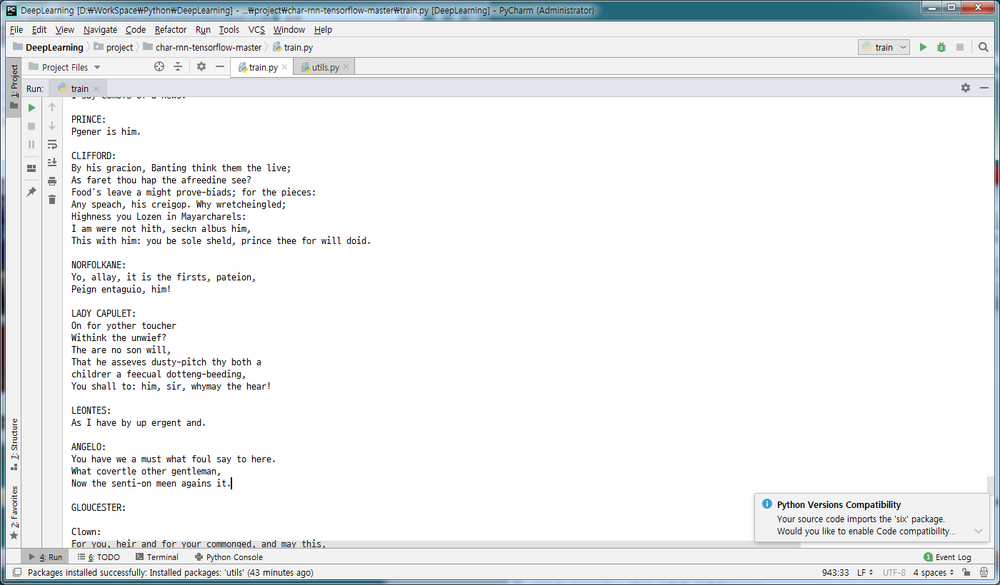 PC DeepLearning [D:₩WorkSpace₩Python₩DeepLearning] - ...₩project₩char-rnn-tensorflow-master₩train.py [DeepLearning] - PyCharm (Administrator)
File Edit View Navigate Code Refactor Run Tools VCS Window Help
DeepLearning project char-rnn-tensorflow-master train.py train
Project Files train.py utils.py
1: Project
Run: train
PRINCE:
Pgener is him.
CLIFFORD:
By his gracion, Banting think them the live;
As faret thou hap the afreedine see?
Food's leave a might prove-biads; for the pieces:
Any speach, his creigop. Why wretcheingled;
Highness you Lozen in Mayarcharels:
I am were not hith, seckn albus him,
This with him: you be sole sheld, prince thee for will doid.
NORFOLKANE:
Yo, allay, it is the firsts, pateion,
Peign entaguio, him!
LADY CAPULET:
On for yother toucher
Withink the unwief?
The are no son will,
That he asseves dusty-pitch thy both a
childrer a feecual dotteng-beeding,
You shall to: him, sir, whymay the hear!
LEONTES:
As I have by up ergent and.
ANGELO:
You have we a must what foul say to here.
What covertle other gentleman,
Now the senti-on meen agains it.
GLOUCESTER:
Clown:
For you, heir and for your commonged, and may this,
7: Structure
2: Favorites
Python Versions Compatibility
Your source code imports the 'six' package.
Would you like to enable Code compatibility...
4: Run 6: TODO Terminal Python Console 1 Event Log
Packages installed successfully: Installed packages: 'utils' (43 minutes ago) 943:33 LF UTF-8 4 spaces